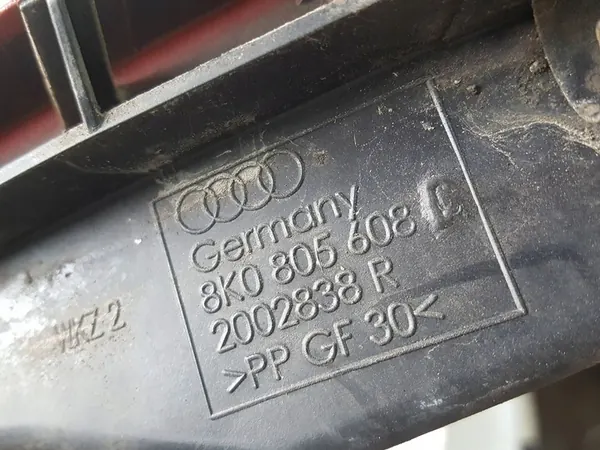 Germany
8K0 805 608 C
2002838 R
>PP GF 30<
WKZ 2